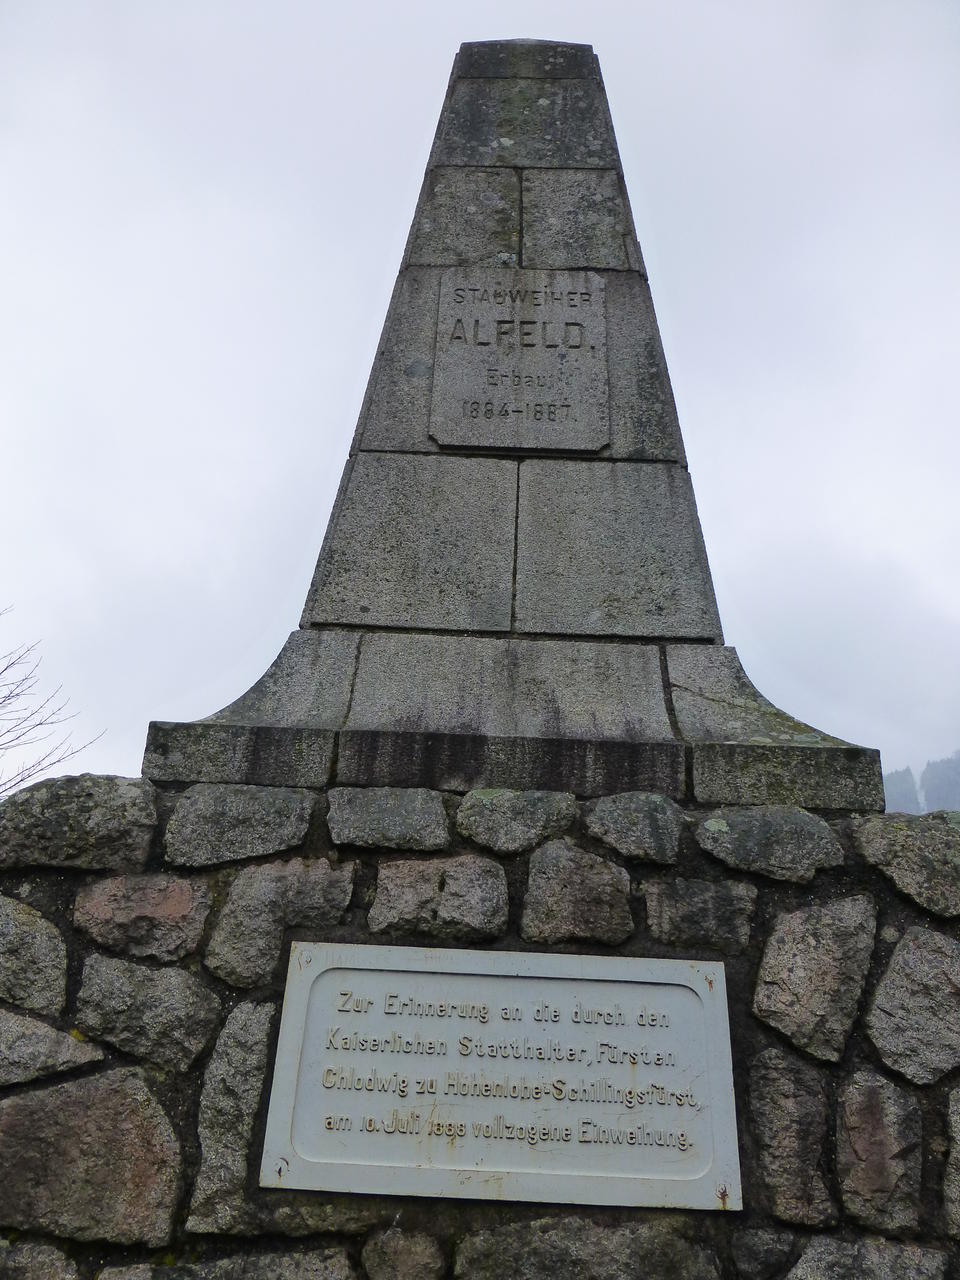 STAUWEIHER
ALFELD.
Erbaut
1884-1887.
Zur Erinnerung an die durch den
Kaiserlichen Statthalter, Fürsten
Chlodwig zu Hohenlohe-Schillingsfürst,
am 10. Juli 1888 vollzogene Einweihung.